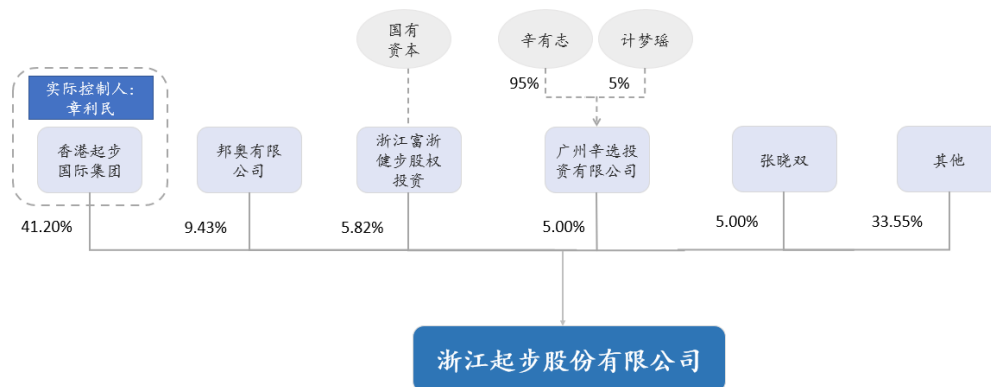 国有
资本
辛有志
计梦瑶
95%
5%
实际控制人:
章利民
香港起步
国际集团
邦奥有限
公司
浙江富浙
健步股权
投资
广州辛选投
资有限公司
张晓双
其他
41.20%
9.43%
5.82%
5.00%
5.00%
33.55%
浙江起步股份有限公司